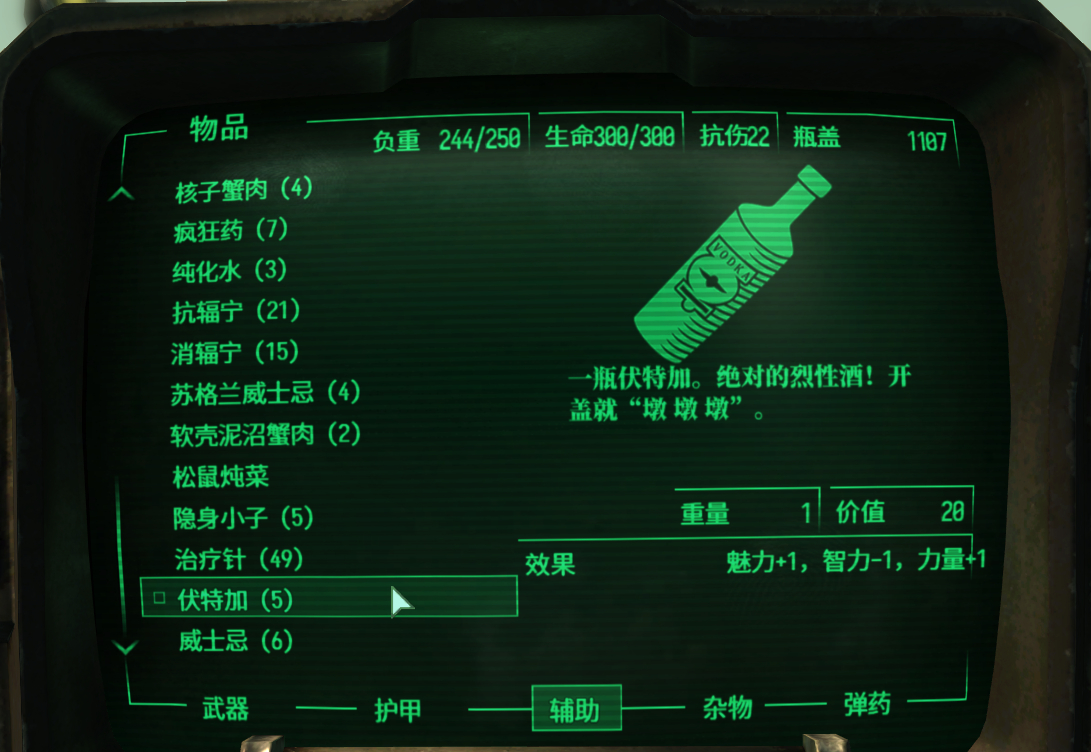 物品
负重 244/250 生命300/300 抗伤22 瓶盖 1107
核子蟹肉 (4)
疯狂药 (7)
纯化水 (3)
抗辐宁 (21)
消辐宁 (15)
苏格兰威士忌 (4)
软壳泥沼蟹肉 (2)
松鼠炖菜
隐身小子 (5)
治疗针 (49)
伏特加 (5)
威士忌 (6)
VODKA
一瓶伏特加。绝对的烈性酒！开
盖就“墩 墩 墩”。
重量 1 价值 20
效果 魅力+1, 智力-1, 力量+1
武器 护甲 辅助 杂物 弹药